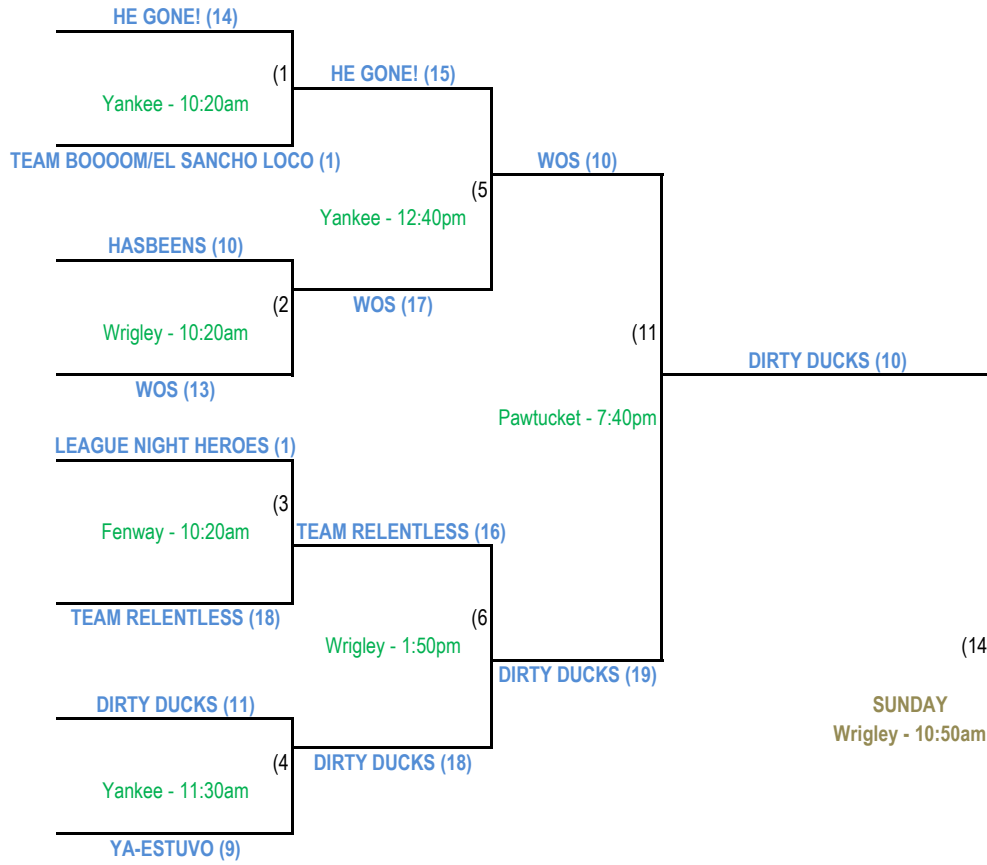 HE GONE! (14)
(1
HE GONE! (15)
Yankee - 10:20am
TEAM BOOOOM/EL SANCHO LOCO (1)
WOS (10)
(5
Yankee - 12:40pm
HASBEENS (10)
(2
WOS (17)
Wrigley - 10:20am
(11
WOS (13)
DIRTY DUCKS (10)
Pawtucket - 7:40pm
LEAGUE NIGHT HEROES (1)
(3
Fenway - 10:20am
TEAM RELENTLESS (16)
TEAM RELENTLESS (18)
(6
Wrigley - 1:50pm
(14
DIRTY DUCKS (19)
DIRTY DUCKS (11)
SUNDAY
Wrigley - 10:50am
(4
DIRTY DUCKS (18)
Yankee - 11:30am
YA-ESTUVO (9)